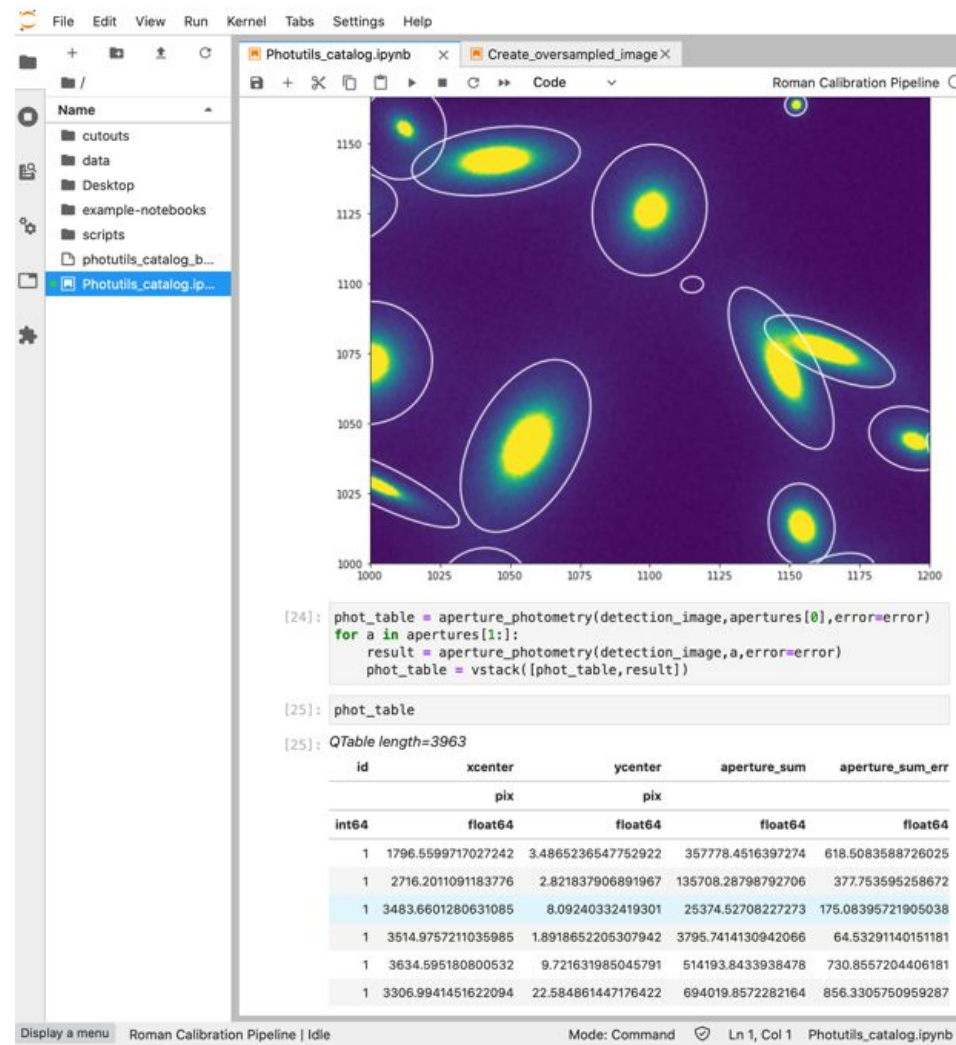 File Edit View Run Kernel Tabs Settings Help
Photutils_catalog.ipynb
Create_oversampled_image
Code
Roman Calibration Pipeline
/
Name
cutouts
data
Desktop
example-notebooks
scripts
photutils_catalog_b...
Photutils_catalog.ip...
1150
1125
1100
1075
1050
1025
1000
1000 1025 1050 1075 1100 1125 1150 1175 1200
[24]: phot_table = aperture_photometry(detection_image,apertures[0],error=error)
for a in apertures[1:]:
result = aperture_photometry(detection_image,a,error=error)
phot_table = vstack([phot_table,result])
[25]: phot_table
[25]: QTable length=3963
id xcenter ycenter aperture_sum aperture_sum_err
pix pix
int64 float64 float64 float64 float64
1 1796.5599717027242 3.4865236547752922 357778.4516397274 618.5083588726025
1 2716.2011091183776 2.821837906891967 135708.28798792706 377.753595258672
1 3483.6601280631085 8.09240332419301 25374.52708227273 175.08395721905038
1 3514.9757211035985 1.8918652205307942 3795.7414130942066 64.53291140151181
1 3634.595180800532 9.721631985045791 514193.8433938478 730.8557204406181
1 3306.9941451622094 22.584861447176422 694019.8572282164 856.3305750959287
Display a menu Roman Calibration Pipeline | Idle Mode: Command Ln 1, Col 1 Photutils_catalog.ipynb